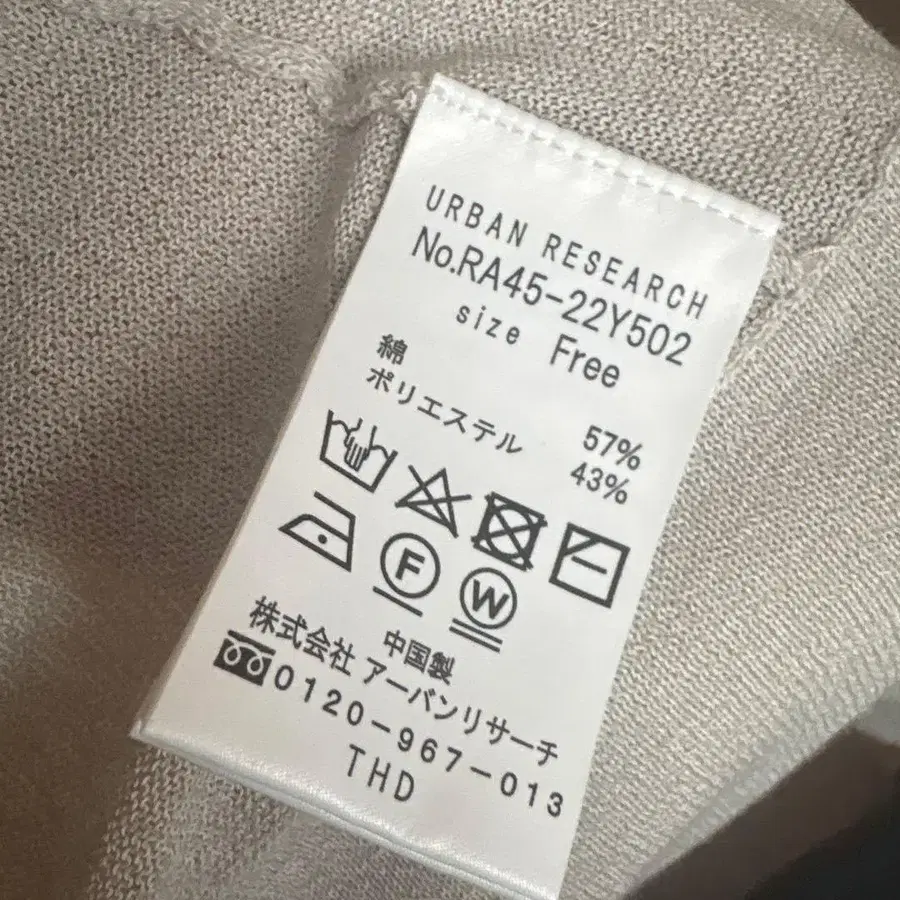 URBAN RESEARCH
No.RA45-22Y502
size Free
綿 57%
ポリエステル 43%
F W
中国製
株式会社 アーバンリサーチ
0120-967-013
THD